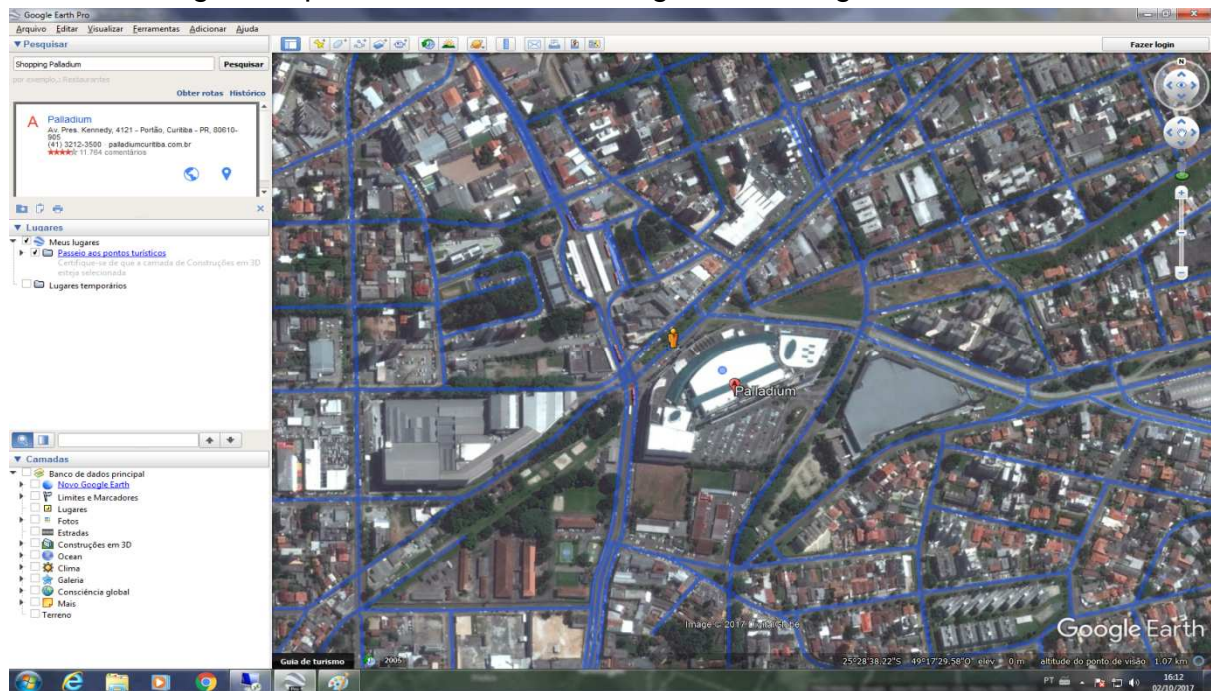 Google Earth Pro
Arquivo Editar Visualizar Ferramentas Adicionar Ajuda
Pesquisar
Shopping Palladium
Pesquisar
por exemplo,: Restaurantes
Obter rotas Histórico
A Palladium
Av. Pres. Kennedy, 4121 - Portão, Curitiba - PR, 80610-
905
(41) 3212-3500 palladiumcuritiba.com.br
11.764 comentários
Lugares
Meus lugares
Passeio aos pontos turísticos
Certifique-se de que a camada de Construções em 3D
esteja selecionada
Lugares temporários
Camadas
Banco de dados principal
Novo Google Earth
Limites e Marcadores
Lugares
Fotos
Estradas
Construções em 3D
Ocean
Clima
Galeria
Consciência global
Mais
Terreno
Fazer login
N
A
Palladium
Image © 2017 DigitalGlobe
Google Earth
Guia de turismo
2005
25°28'38.22"S 49°17'29.58"O elev 0 m altitude do ponto de visão 1.07 km
PT
16:12
02/10/2017